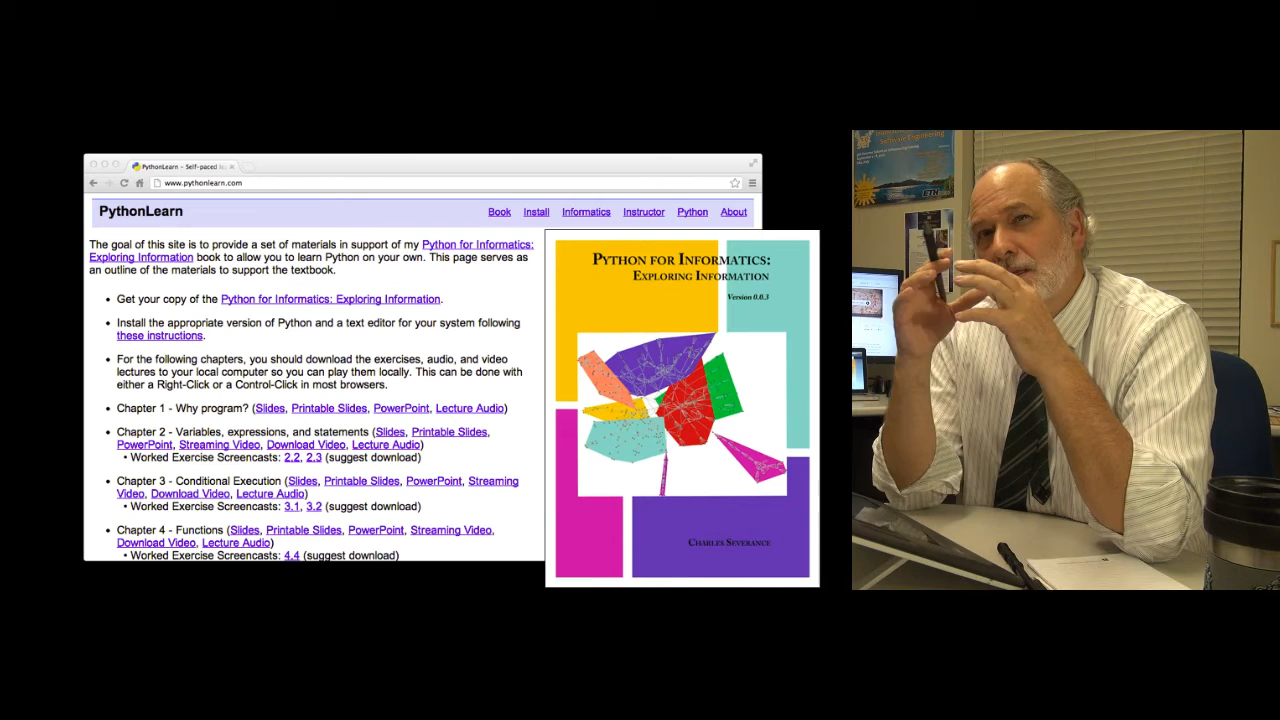 PythonLearn – Self-paced
www.pythonlearn.com
PythonLearn
Book Install Informatics Instructor Python About
The goal of this site is to provide a set of materials in support of my Python for Informatics:
Exploring Information book to allow you to learn Python on your own. This page serves as
an outline of the materials to support the textbook.
• Get your copy of the Python for Informatics: Exploring Information.
• Install the appropriate version of Python and a text editor for your system following
these instructions.
• For the following chapters, you should download the exercises, audio, and video
lectures to your local computer so you can play them locally. This can be done with
either a Right-Click or a Control-Click in most browsers.
• Chapter 1 - Why program? (Slides, Printable Slides, PowerPoint, Lecture Audio)
• Chapter 2 - Variables, expressions, and statements (Slides, Printable Slides,
PowerPoint, Streaming Video, Download Video, Lecture Audio)
• Worked Exercise Screencasts: 2.2, 2.3 (suggest download)
• Chapter 3 - Conditional Execution (Slides, Printable Slides, PowerPoint, Streaming
Video, Download Video, Lecture Audio)
• Worked Exercise Screencasts: 3.1, 3.2 (suggest download)
• Chapter 4 - Functions (Slides, Printable Slides, PowerPoint, Streaming Video,
Download Video, Lecture Audio)
• Worked Exercise Screencasts: 4.4 (suggest download)
PYTHON FOR INFORMATICS:
EXPLORING INFORMATION
Version 0.0.3
CHARLES SEVERANCE
Software Engineering